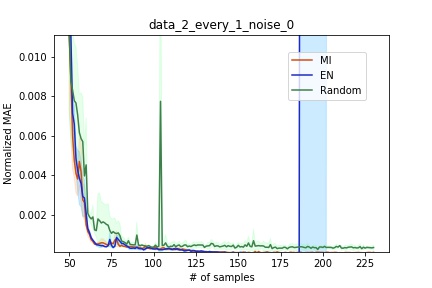 data_2_every_1_noise_0
0.010
0.008
0.006
0.004
0.002
Normalized MAE
MI
EN
Random
50 75 100 125 150 175 200 225
# of samples